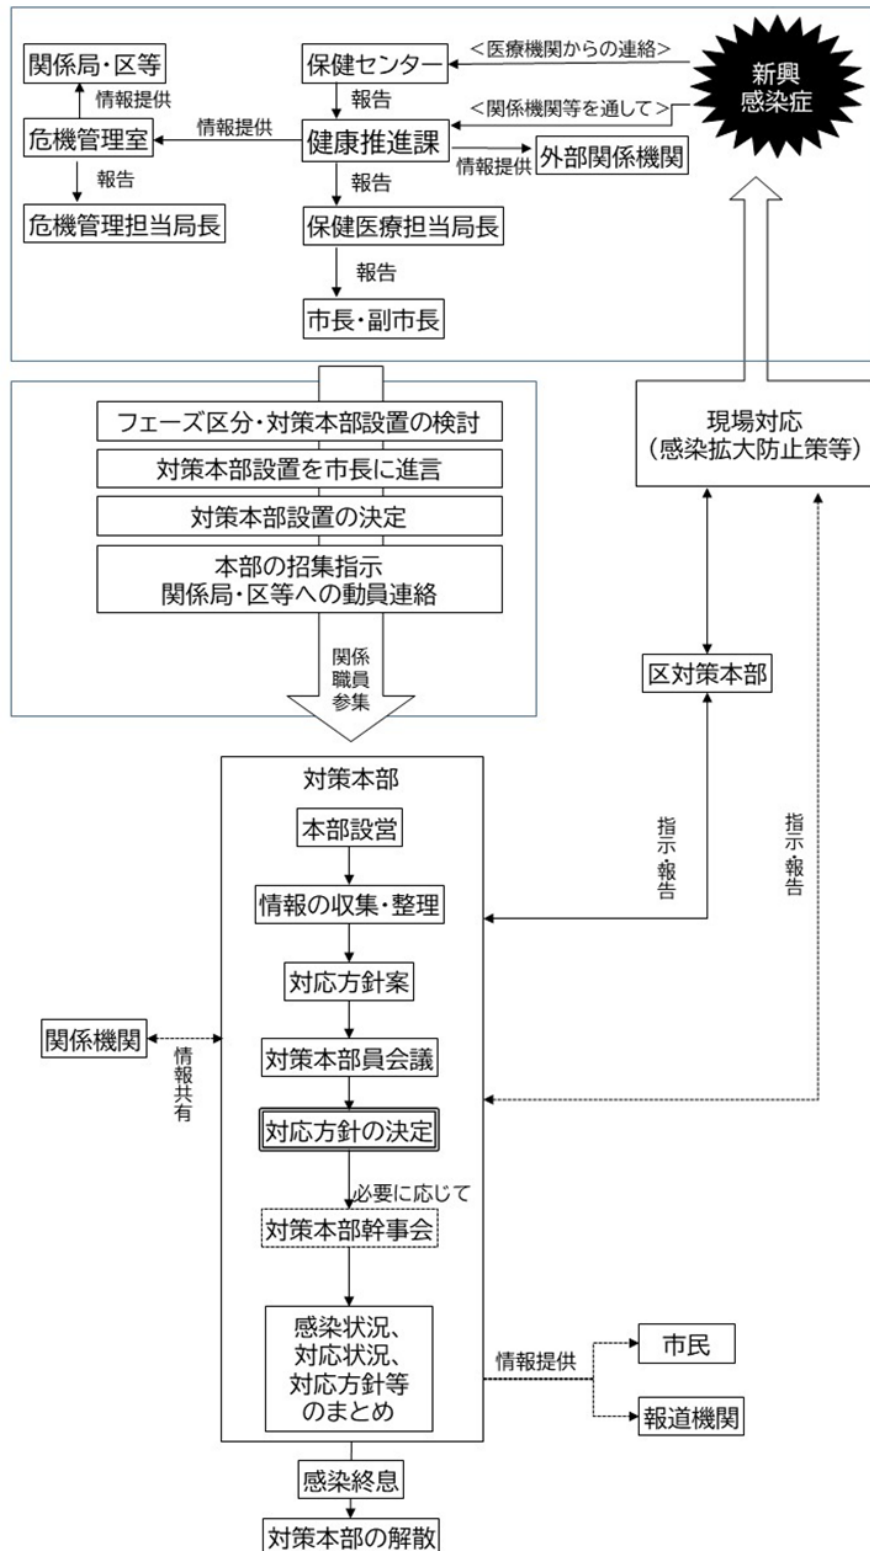 関係局・区等
保健センター
<医療機関からの連絡>
新興
感染症
情報提供
報告
<関係機関等を通して>
危機管理室
情報提供
健康推進課
情報提供
外部関係機関
報告
報告
危機管理担当局長
保健医療担当局長
報告
市長・副市長
フェーズ区分・対策本部設置の検討
対策本部設置を市長に進言
対策本部設置の決定
本部の招集指示
関係局・区等への動員連絡
関係
職員
参集
現場対応
(感染拡大防止策等)
区対策本部
指示・報告
指示・報告
対策本部
本部設営
情報の収集・整理
対応方針案
関係機関
情報共有
対策本部員会議
対応方針の決定
必要に応じて
対策本部幹事会
感染状況、
対応状況、
対応方針等
のまとめ
情報提供
市民
報道機関
感染終息
対策本部の解散